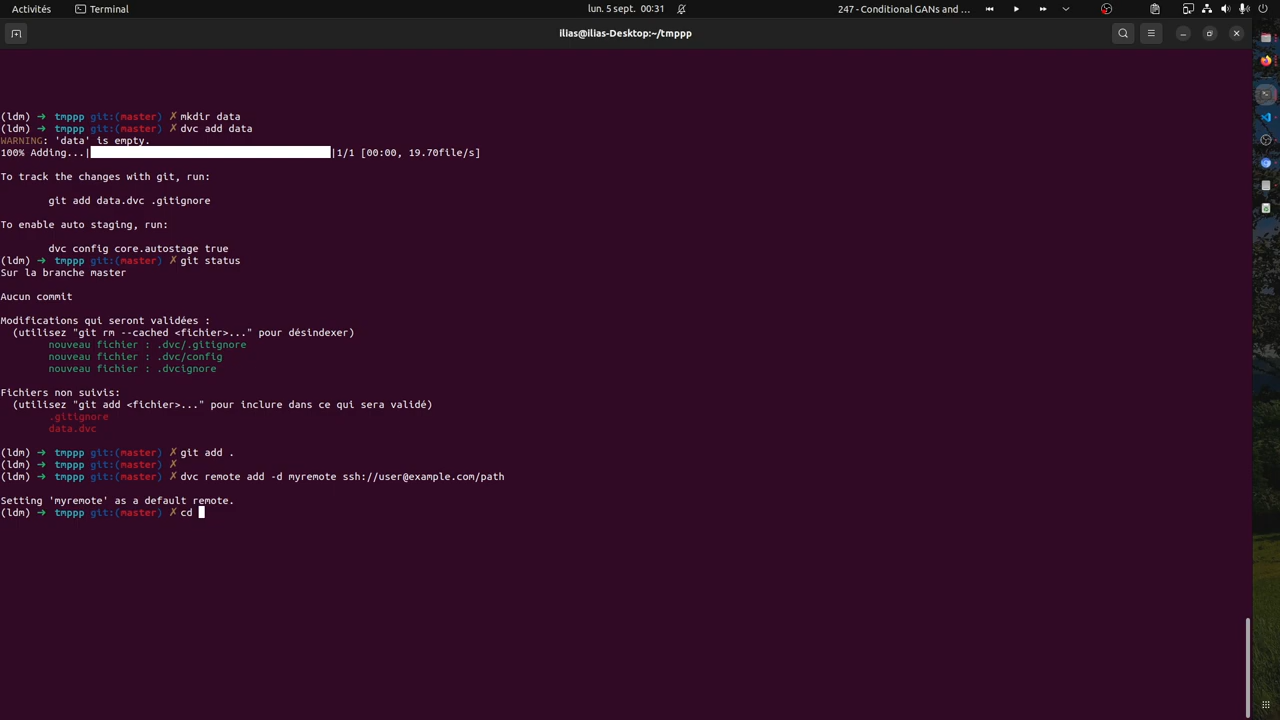 Activités Terminal lun. 5 sept. 00:31 247 - Conditional GANs and ...
ilias@ilias-Desktop:~/tmppp
(ldm) → tmppp git:(master) ✗ mkdir data
(ldm) → tmppp git:(master) ✗ dvc add data
WARNING: 'data' is empty.
100% Adding...| |1/1 [00:00, 19.70file/s]
To track the changes with git, run:
git add data.dvc .gitignore
To enable auto staging, run:
dvc config core.autostage true
(ldm) → tmppp git:(master) ✗ git status
Sur la branche master
Aucun commit
Modifications qui seront validées :
(utilisez "git rm --cached <fichier>..." pour désindexer)
nouveau fichier : .dvc/.gitignore
nouveau fichier : .dvc/config
nouveau fichier : .dvcignore
Fichiers non suivis:
(utilisez "git add <fichier>..." pour inclure dans ce qui sera validé)
.gitignore
data.dvc
(ldm) → tmppp git:(master) ✗ git add .
(ldm) → tmppp git:(master) ✗
(ldm) → tmppp git:(master) ✗ dvc remote add -d myremote ssh://user@example.com/path
Setting 'myremote' as a default remote.
(ldm) → tmppp git:(master) ✗ cd